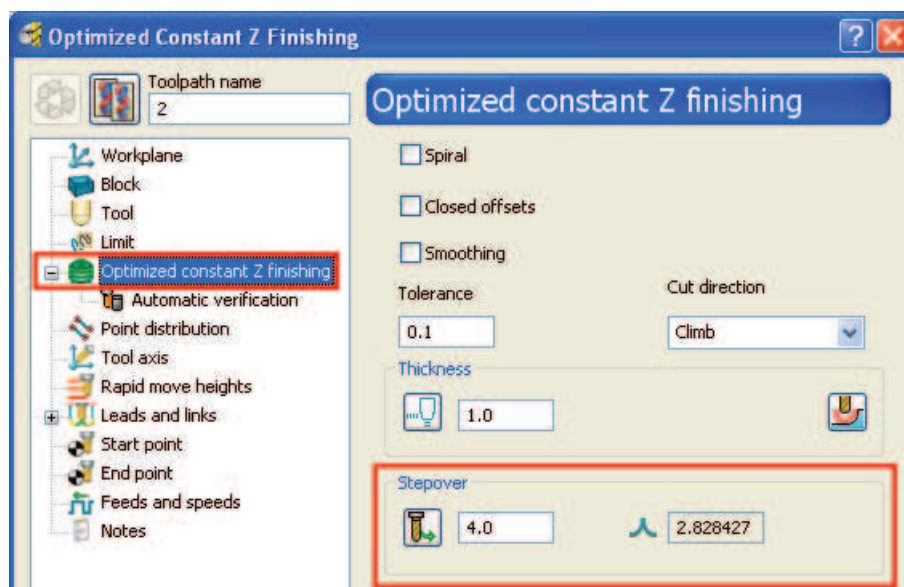 Optimized Constant Z Finishing
Toolpath name
2
Optimized constant Z finishing
Workplane
Block
Tool
Limit
Optimized constant Z finishing
Automatic verification
Point distribution
Tool axis
Rapid move heights
Leads and links
Start point
End point
Feeds and speeds
Notes
Spiral
Closed offsets
Smoothing
Tolerance
Cut direction
0.1
Climb
Thickness
1.0
Stepover
4.0
2.828427